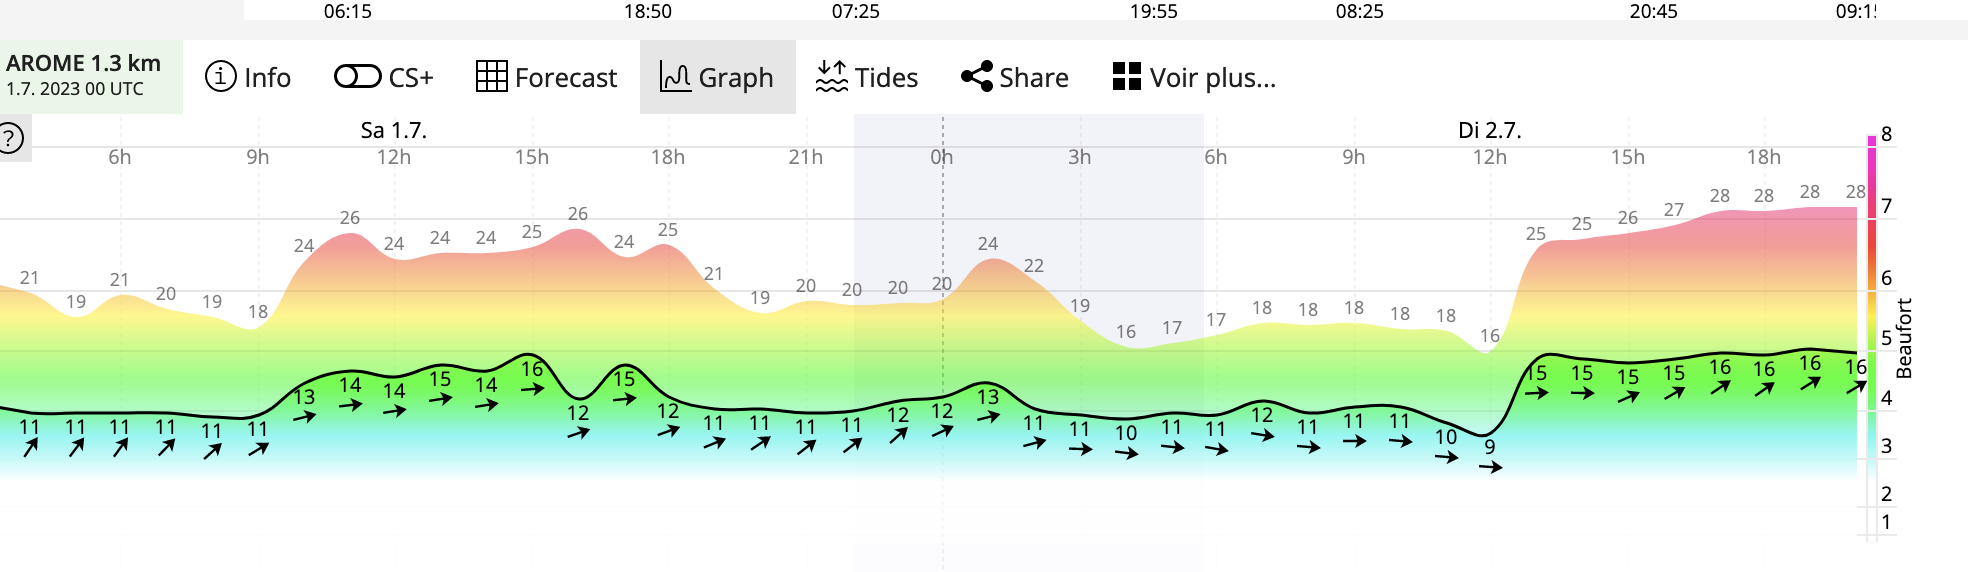 06:15 18:50 07:25 19:55 08:25 20:45
AROME 1.3 km
1.7. 2023 00 UTC
Info CS+ Forecast Graph Tides Share Voir plus...
?
Sa 1.7. Di 2.7.
6h 9h 12h 15h 18h 21h 0h 3h 6h 9h 12h 15h 18h
21 19 21 20 19 18 24 26 24 24 24 25 26 24 25 21 19 20 20 20 20 24 22 19 16 17 17 18 18 18 18 18 16 25 25 26 27 28 28 28 28
11 11 11 11 11 11 13 14 14 15 14 16 12 15 12 11 11 11 11 12 12 13 11 11 10 11 11 12 11 11 11 10 9 15 15 15 15 16 16 16 16
8
7
6
5
4
3
2
1
Beaufort